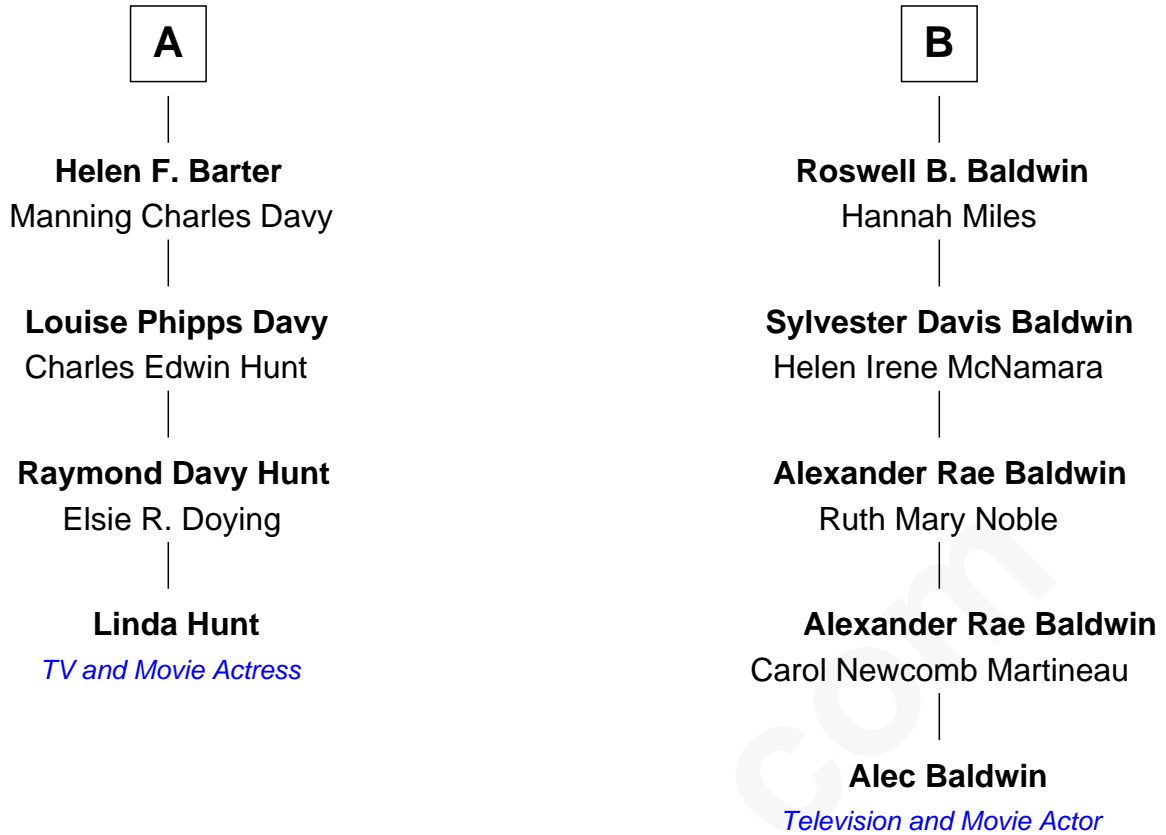 A
Helen F. Barter
Manning Charles Davy
Louise Phipps Davy
Charles Edwin Hunt
Raymond Davy Hunt
Elsie R. Doying
Linda Hunt
TV and Movie Actress
B
Roswell B. Baldwin
Hannah Miles
Sylvester Davis Baldwin
Helen Irene McNamara
Alexander Rae Baldwin
Ruth Mary Noble
Alexander Rae Baldwin
Carol Newcomb Martineau
Alec Baldwin
Television and Movie Actor
com